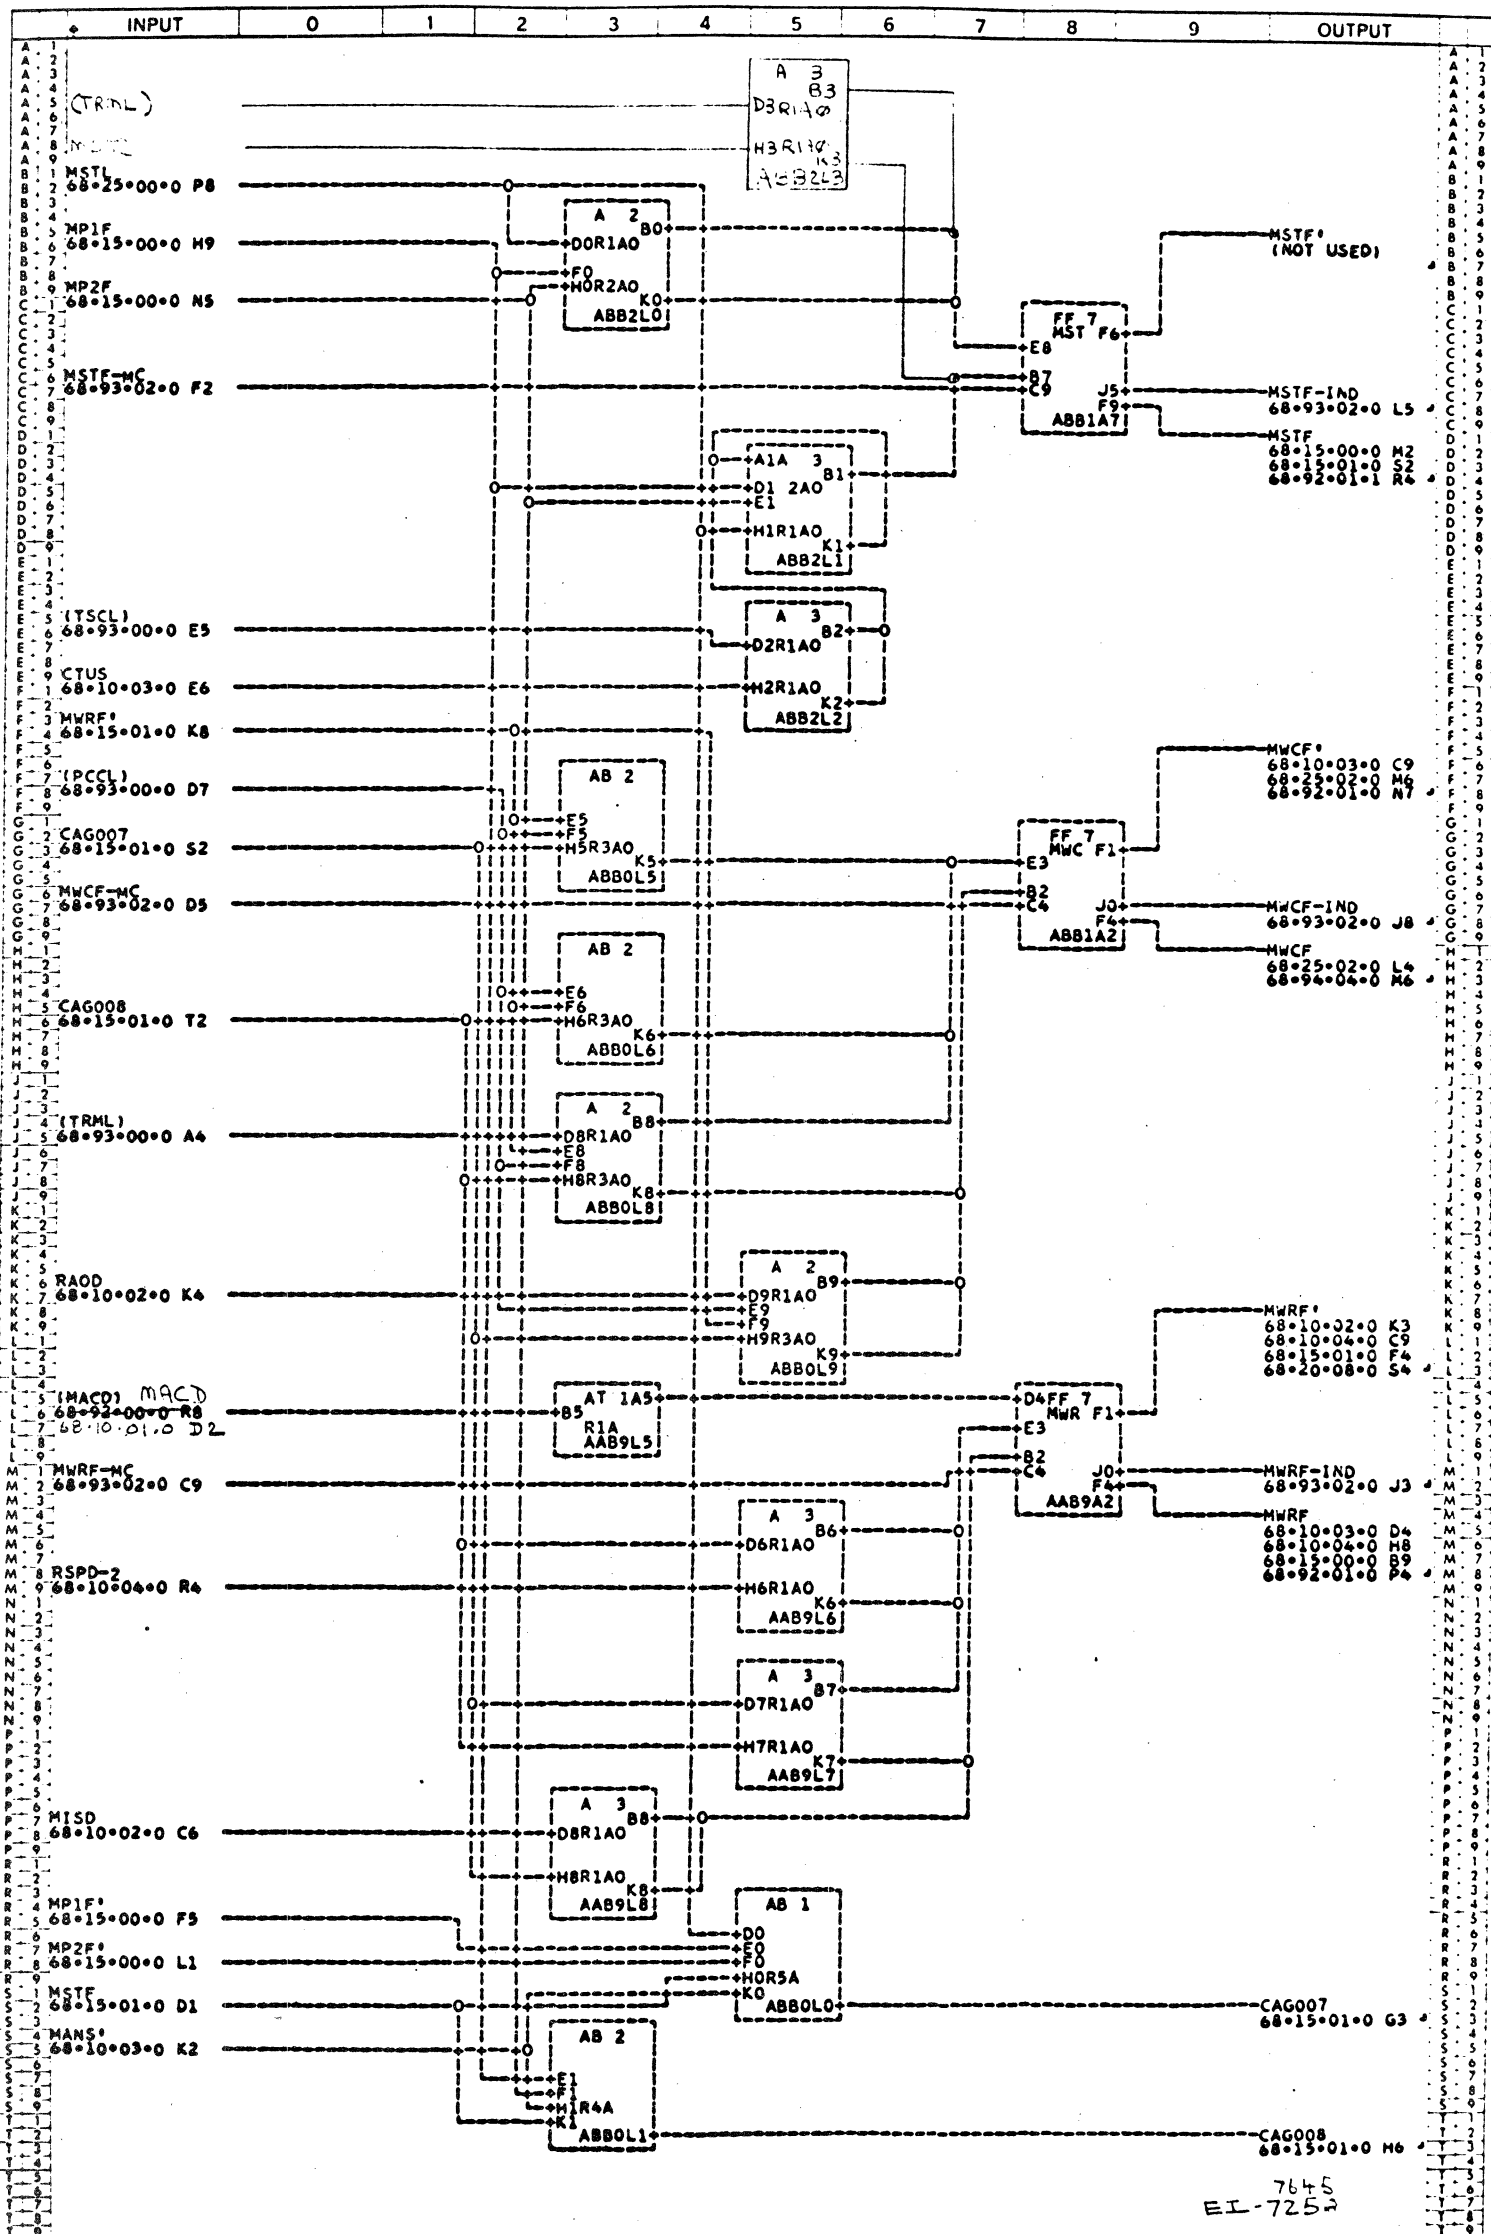 INPUT 0 1 2 3 4 5 6 7 8 9 OUTPUT
(TRML)
A 3
B3
D3R1A0
H3R1A0
K3
ABB2L3
MSTL
68•25•00•0 P8
A 2
B0
D0R1A0
F0
H0R2A0
K0
ABB2L0
MP1F
68•15•00•0 H9
MP2F
68•15•00•0 N5
MSTF'
(NOT USED)
FF 7
MST F6
E8
B7
C9 J5
F9
ABB1A7
MSTF-MC
68•93•02•0 F2
MSTF-IND
68•93•02•0 L5
MSTF
68•15•00•0 M2
68•15•01•0 S2
68•92•01•1 R4
A1A 3
B1
D1 2A0
E1
H1R1A0
K1
ABB2L1
(TSCL)
68•93•00•0 E5
A 3
B2
D2R1A0
H2R1A0
K2
ABB2L2
CTUS
68•10•03•0 E6
MWRF'
68•15•01•0 K8
(PCCL)
68•93•00•0 D7
AB 2
E5
F5
H5R3A0
K5
ABB0L5
CAG007
68•15•01•0 S2
MWCF'
68•10•03•0 C9
68•25•02•0 M6
68•92•01•0 N7
FF 7
MWC F1
E3
B2
C4 J0
F4
ABB1A2
MWCF-MC
68•93•02•0 D5
MWCF-IND
68•93•02•0 J8
MWCF
68•25•02•0 L4
68•94•04•0 M6
AB 2
E6
F6
H6R3A0
K6
ABB0L6
CAG008
68•15•01•0 T2
(TRML)
68•93•00•0 A4
A 2
B8
D8R1A0
E8
F8
H8R3A0
K8
ABB0L8
RAOD
68•10•02•0 K4
A 2
B9
D9R1A0
E9
F9
H9R3A0
K9
ABB0L9
MWRF'
68•10•02•0 K3
68•10•04•0 C9
68•15•01•0 F4
68•20•08•0 S4
(MACD) MACD
68•92•00•0 R8
68•10•01•0 D2
AT 1A5
B5
R1A
AAB9L5
D4FF 7
MWR F1
E3
B2
C4 J0
F4
AAB9A2
MWRF-MC
68•93•02•0 C9
MWRF-IND
68•93•02•0 J3
MWRF
68•10•03•0 D4
68•10•04•0 H8
68•15•00•0 B9
68•92•01•0 P4
A 3
B6
D6R1A0
H6R1A0
K6
AAB9L6
RSPD-2
68•10•04•0 R4
A 3
B7
D7R1A0
H7R1A0
K7
AAB9L7
MISD
68•10•02•0 C6
A 3
B8
D8R1A0
H8R1A0
K8
AAB9L8
MP1F'
68•15•00•0 F5
MP2F'
68•15•00•0 L1
AB 1
D0
E0
F0
H0R5A
K0
ABB0L0
MSTF
68•15•01•0 D1
MANS'
68•10•03•0 K2
CAG007
68•15•01•0 G3
AB 2
E1
F1
H1R4A
K1
ABB0L1
CAG008
68•15•01•0 H6
7645
EI-7252